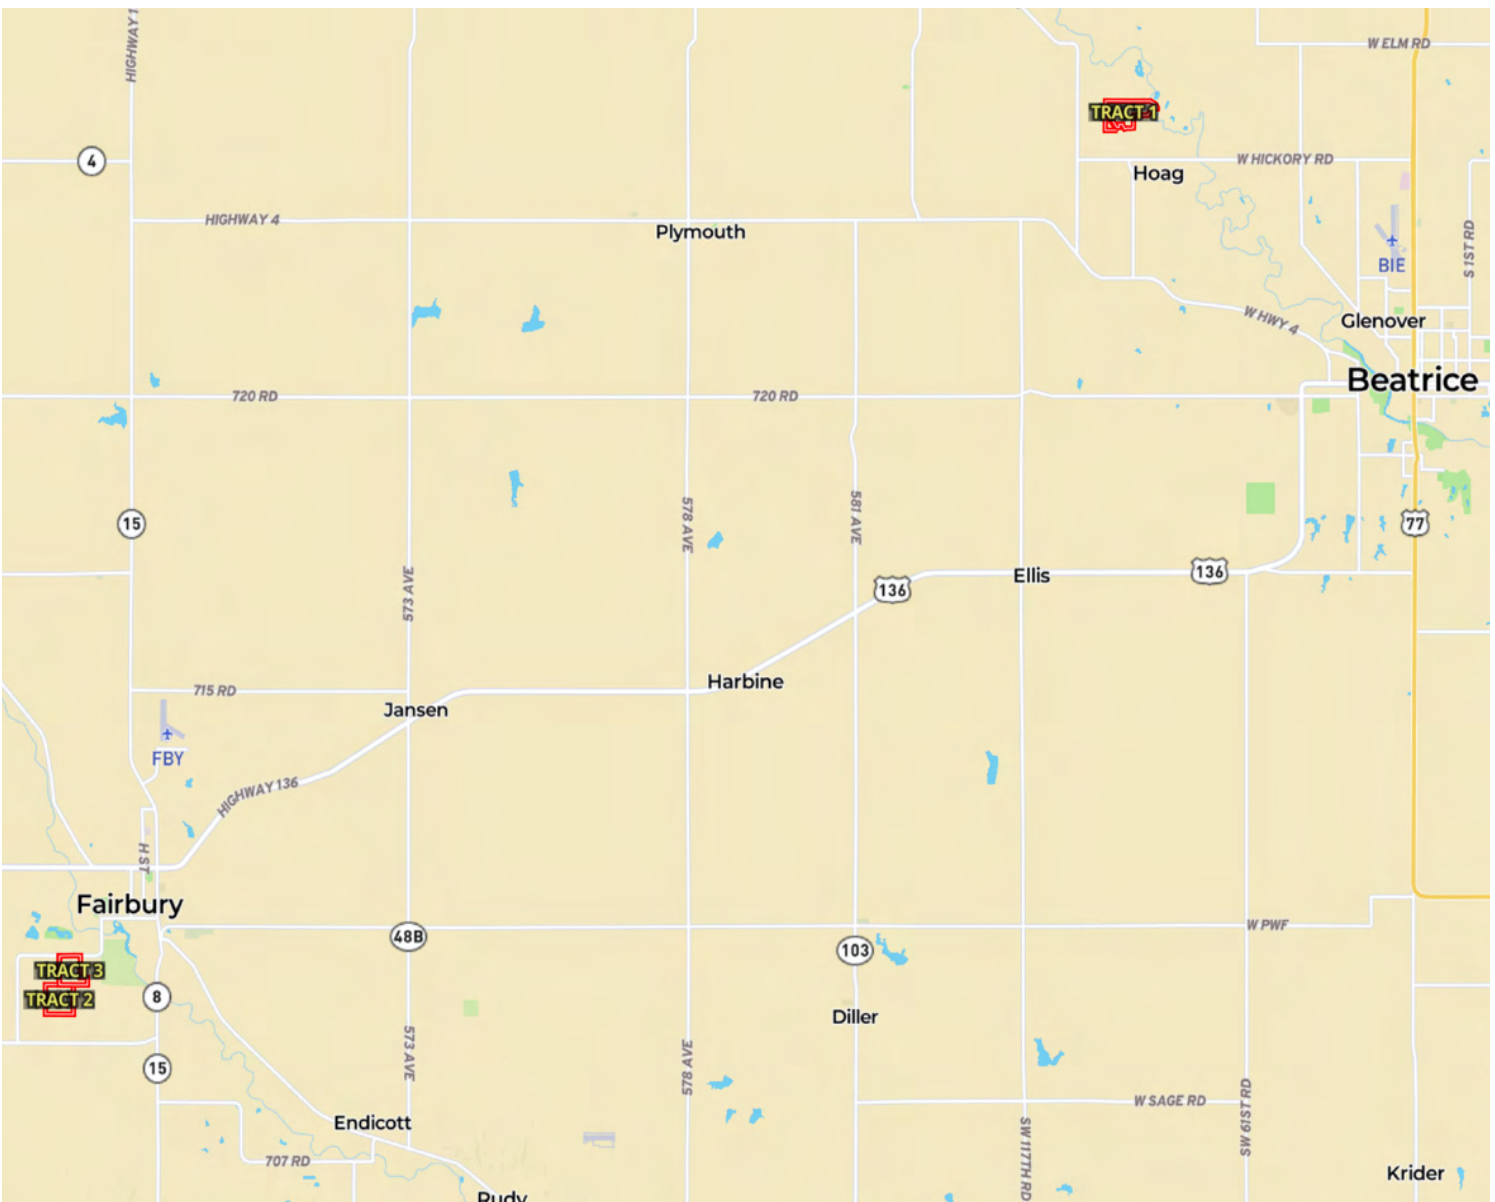 HIGHWAY 1
W ELM RD
TRACT 1
4
W HICKORY RD
Hoag
HIGHWAY 4
Plymouth
S 1ST RD
BIE
W HWY 4
Glenover
Beatrice
720 RD
720 RD
15
578 AVE
581 AVE
77
573 AVE
136
Ellis
136
715 RD
Jansen
Harbine
FBY
HIGHWAY 136
H ST
Fairbury
48B
W PWF
103
TRACT 3
TRACT 2
8
Diller
573 AVE
578 AVE
15
W SAGE RD
SW 61ST RD
Endicott
SW 117TH RD
707 RD
Krider
Rudy